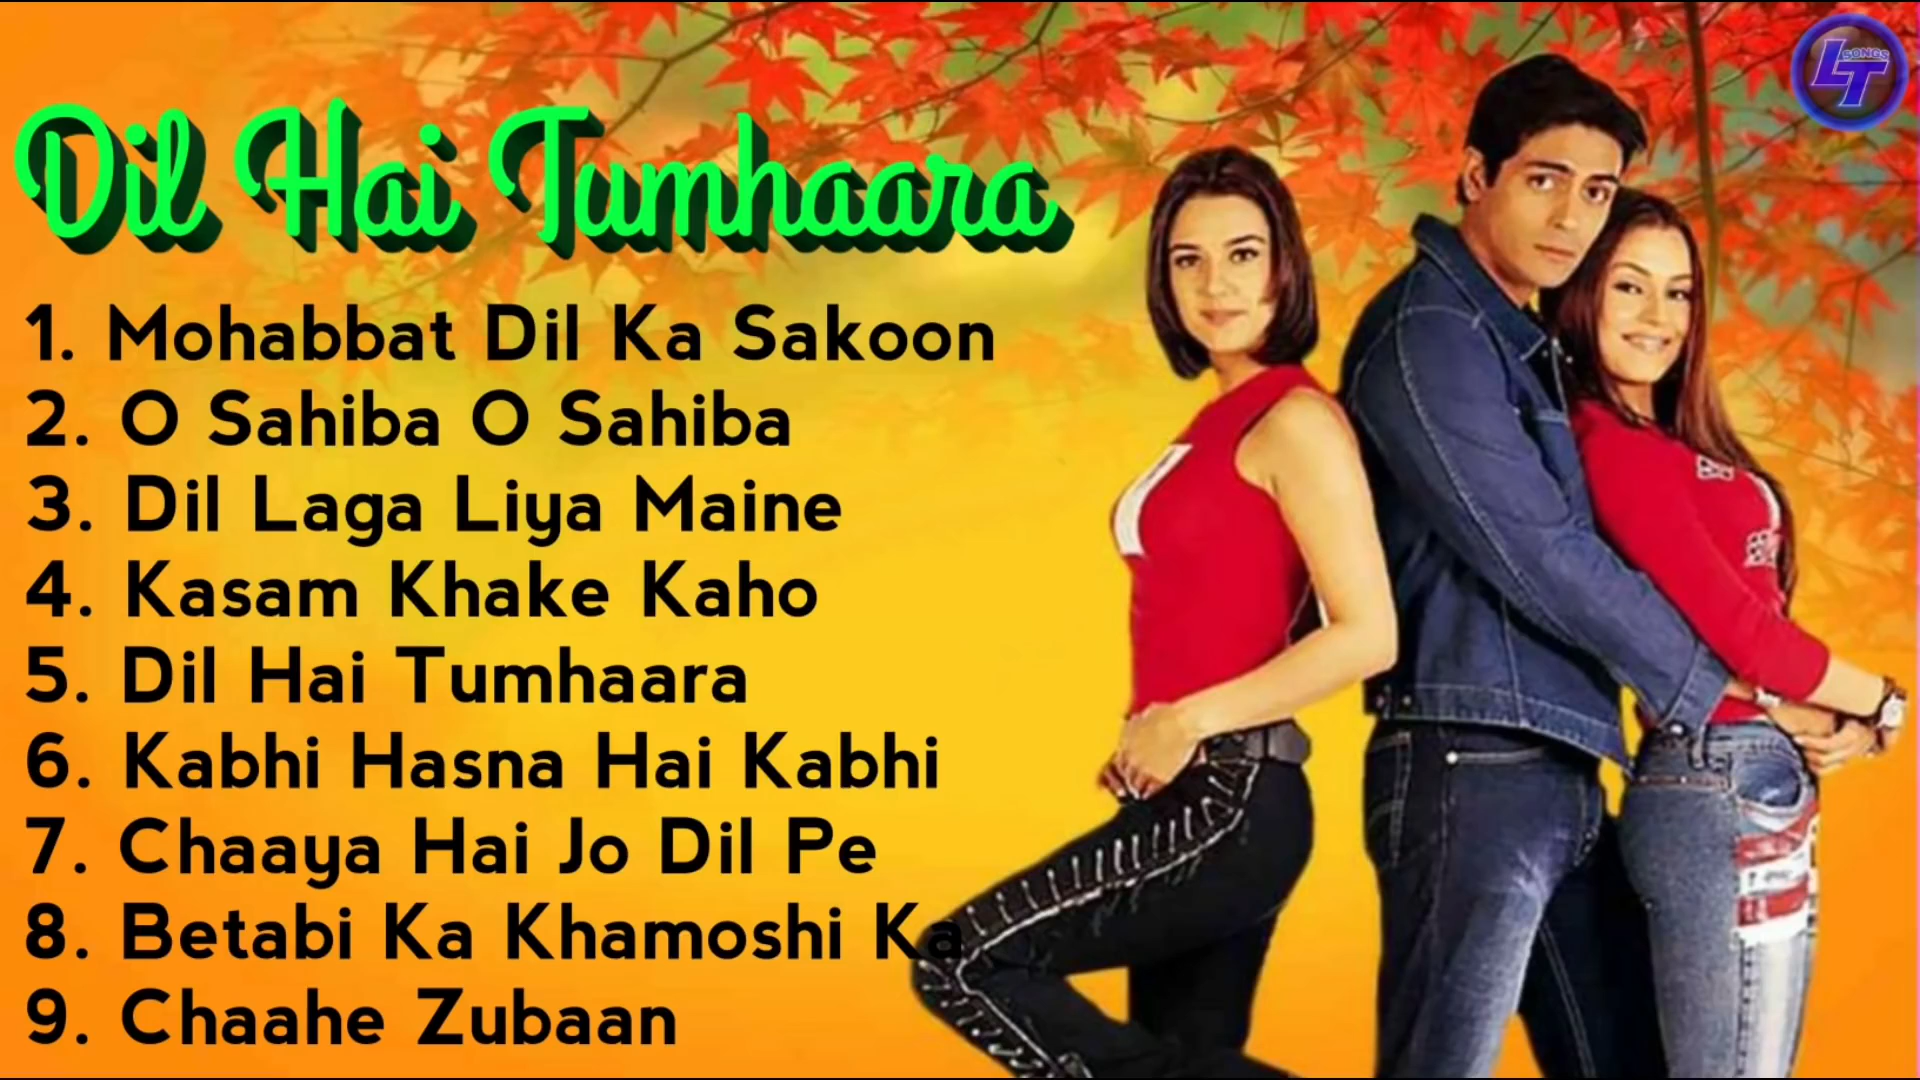 LT SONGS
Dil Hai Tumhaara
1. Mohabbat Dil Ka Sakoon
2. O Sahiba O Sahiba
3. Dil Laga Liya Maine
4. Kasam Khake Kaho
5. Dil Hai Tumhaara
6. Kabhi Hasna Hai Kabhi
7. Chaaya Hai Jo Dil Pe
8. Betabi Ka Khamoshi Ka
9. Chaahe Zubaan